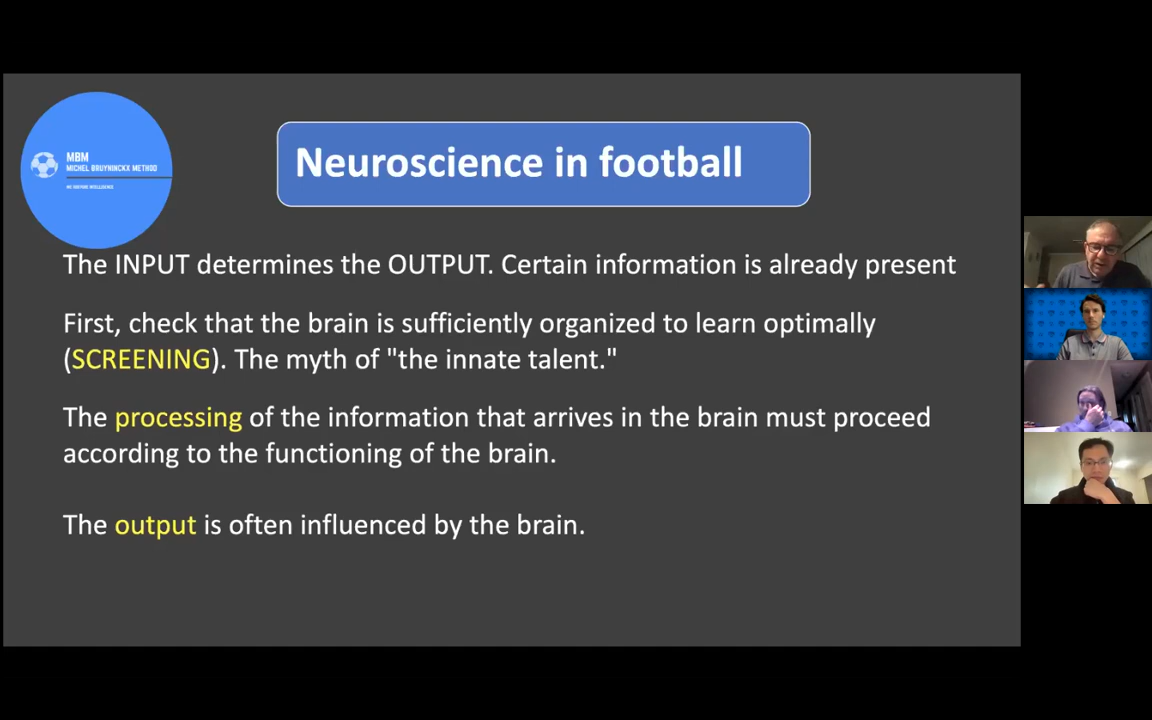 MBM
MICHEL BRUYNINCKX METHOD
Neuroscience in football
The INPUT determines the OUTPUT. Certain information is already present
First, check that the brain is sufficiently organized to learn optimally
(SCREENING). The myth of "the innate talent."
The processing of the information that arrives in the brain must proceed
according to the functioning of the brain.
The output is often influenced by the brain.